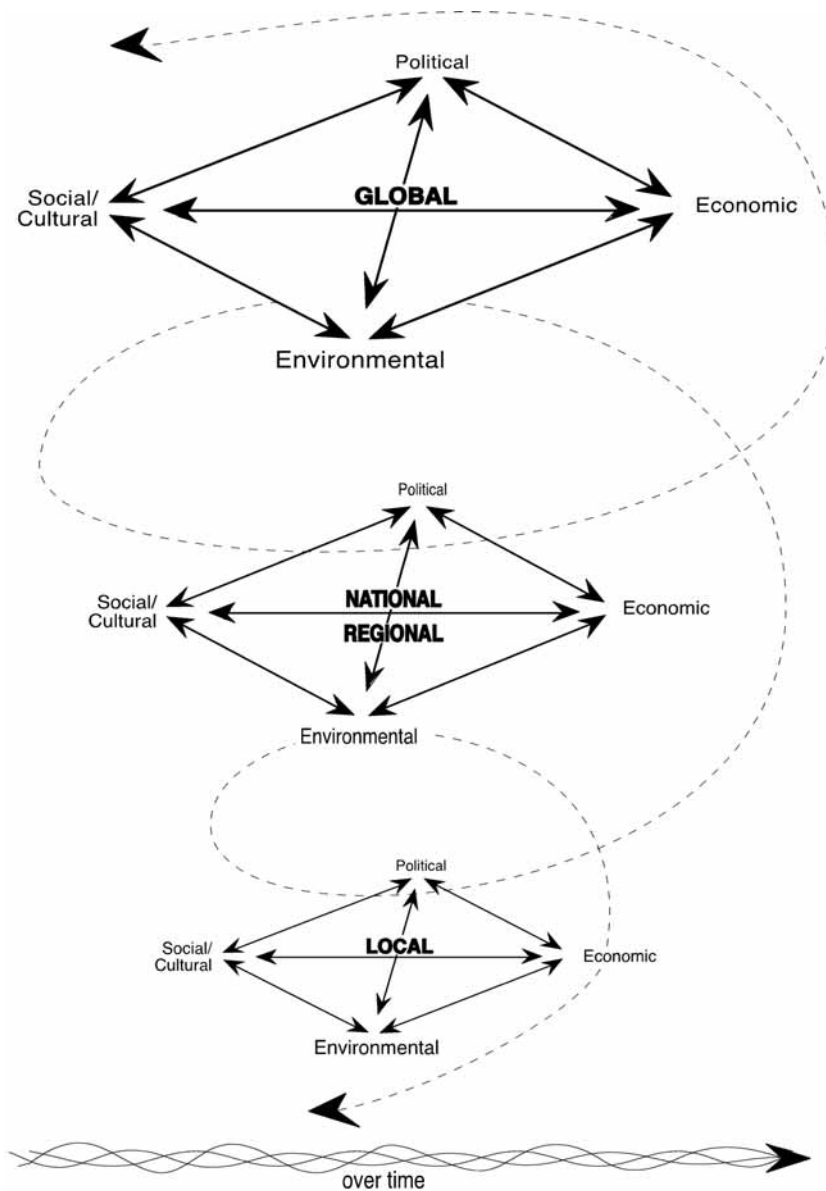 Political
Social/
Cultural
GLOBAL
Economic
Environmental
Political
Social/
Cultural
NATIONAL
REGIONAL
Economic
Environmental
Political
Social/
Cultural
LOCAL
Economic
Environmental
over time